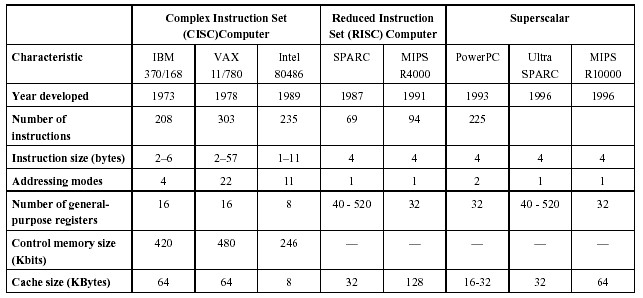 Complex Instruction Set (CISC)Computer Reduced Instruction Set (RISC) Computer Superscalar
Characteristic IBM 370/168 VAX 11/780 Intel 80486 SPARC MIPS R4000 PowerPC Ultra SPARC MIPS R10000
Year developed 1973 1978 1989 1987 1991 1993 1996 1996
Number of instructions 208 303 235 69 94 225
Instruction size (bytes) 2–6 2–57 1–11 4 4 4 4 4
Addressing modes 4 22 11 1 1 2 1 1
Number of general-purpose registers 16 16 8 40 - 520 32 32 40 - 520 32
Control memory size (Kbits) 420 480 246 — — — — —
Cache size (KBytes) 64 64 8 32 128 16-32 32 64